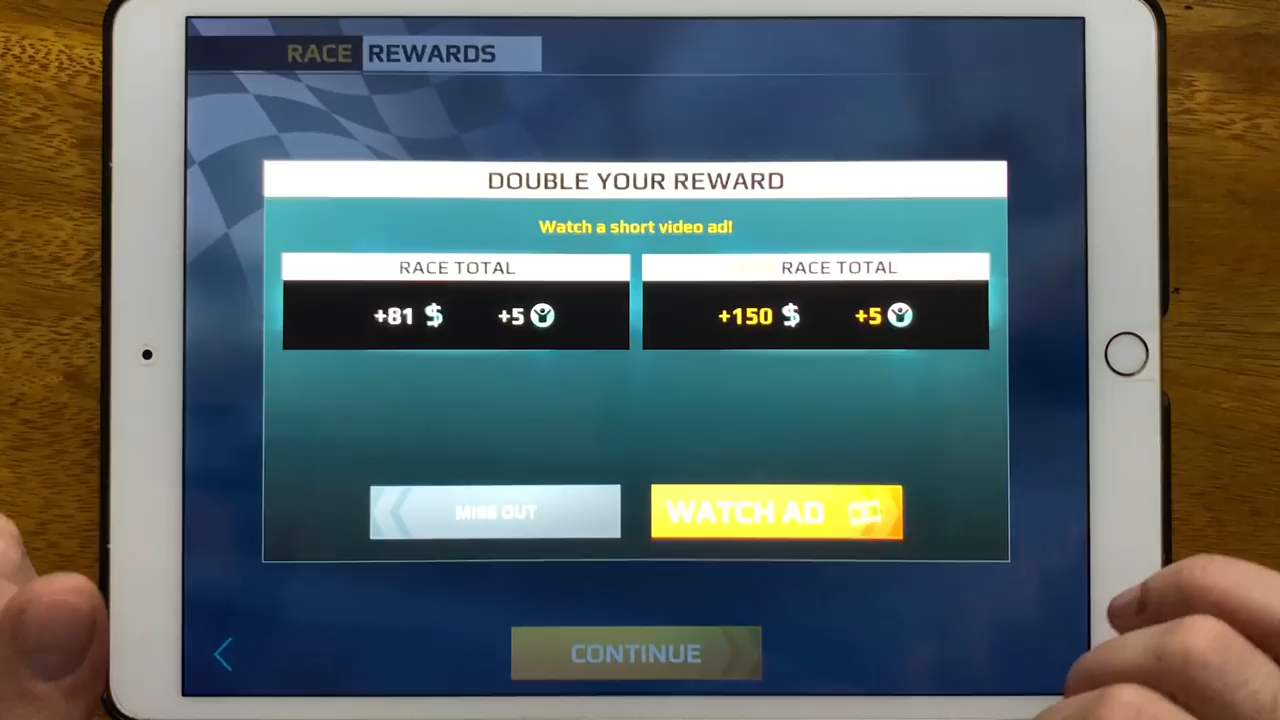 RACE REWARDS
DOUBLE YOUR REWARD
Watch a short video ad!
RACE TOTAL
+81 $ +5
RACE TOTAL
+150 $ +5
MISS OUT
WATCH AD
CONTINUE